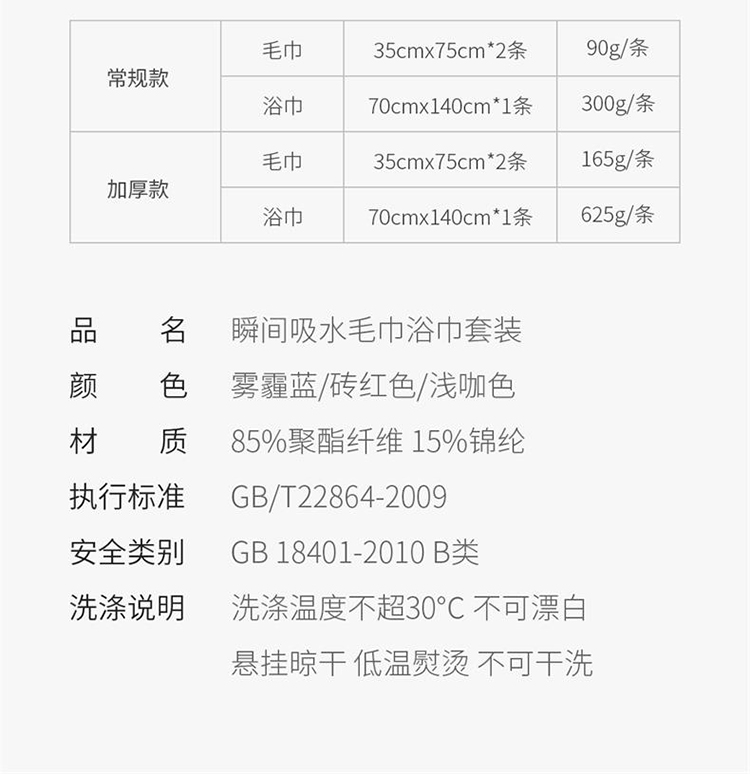 常规款 毛巾 35cmx75cm*2条 90g/条
浴巾 70cmx140cm*1条 300g/条
加厚款 毛巾 35cmx75cm*2条 165g/条
浴巾 70cmx140cm*1条 625g/条
品名 瞬间吸水毛巾浴巾套装
颜色 雾霾蓝/砖红色/浅咖色
材质 85%聚酯纤维 15%锦纶
执行标准 GB/T22864-2009
安全类别 GB 18401-2010 B类
洗涤说明 洗涤温度不超30°C 不可漂白
悬挂晾干 低温熨烫 不可干洗